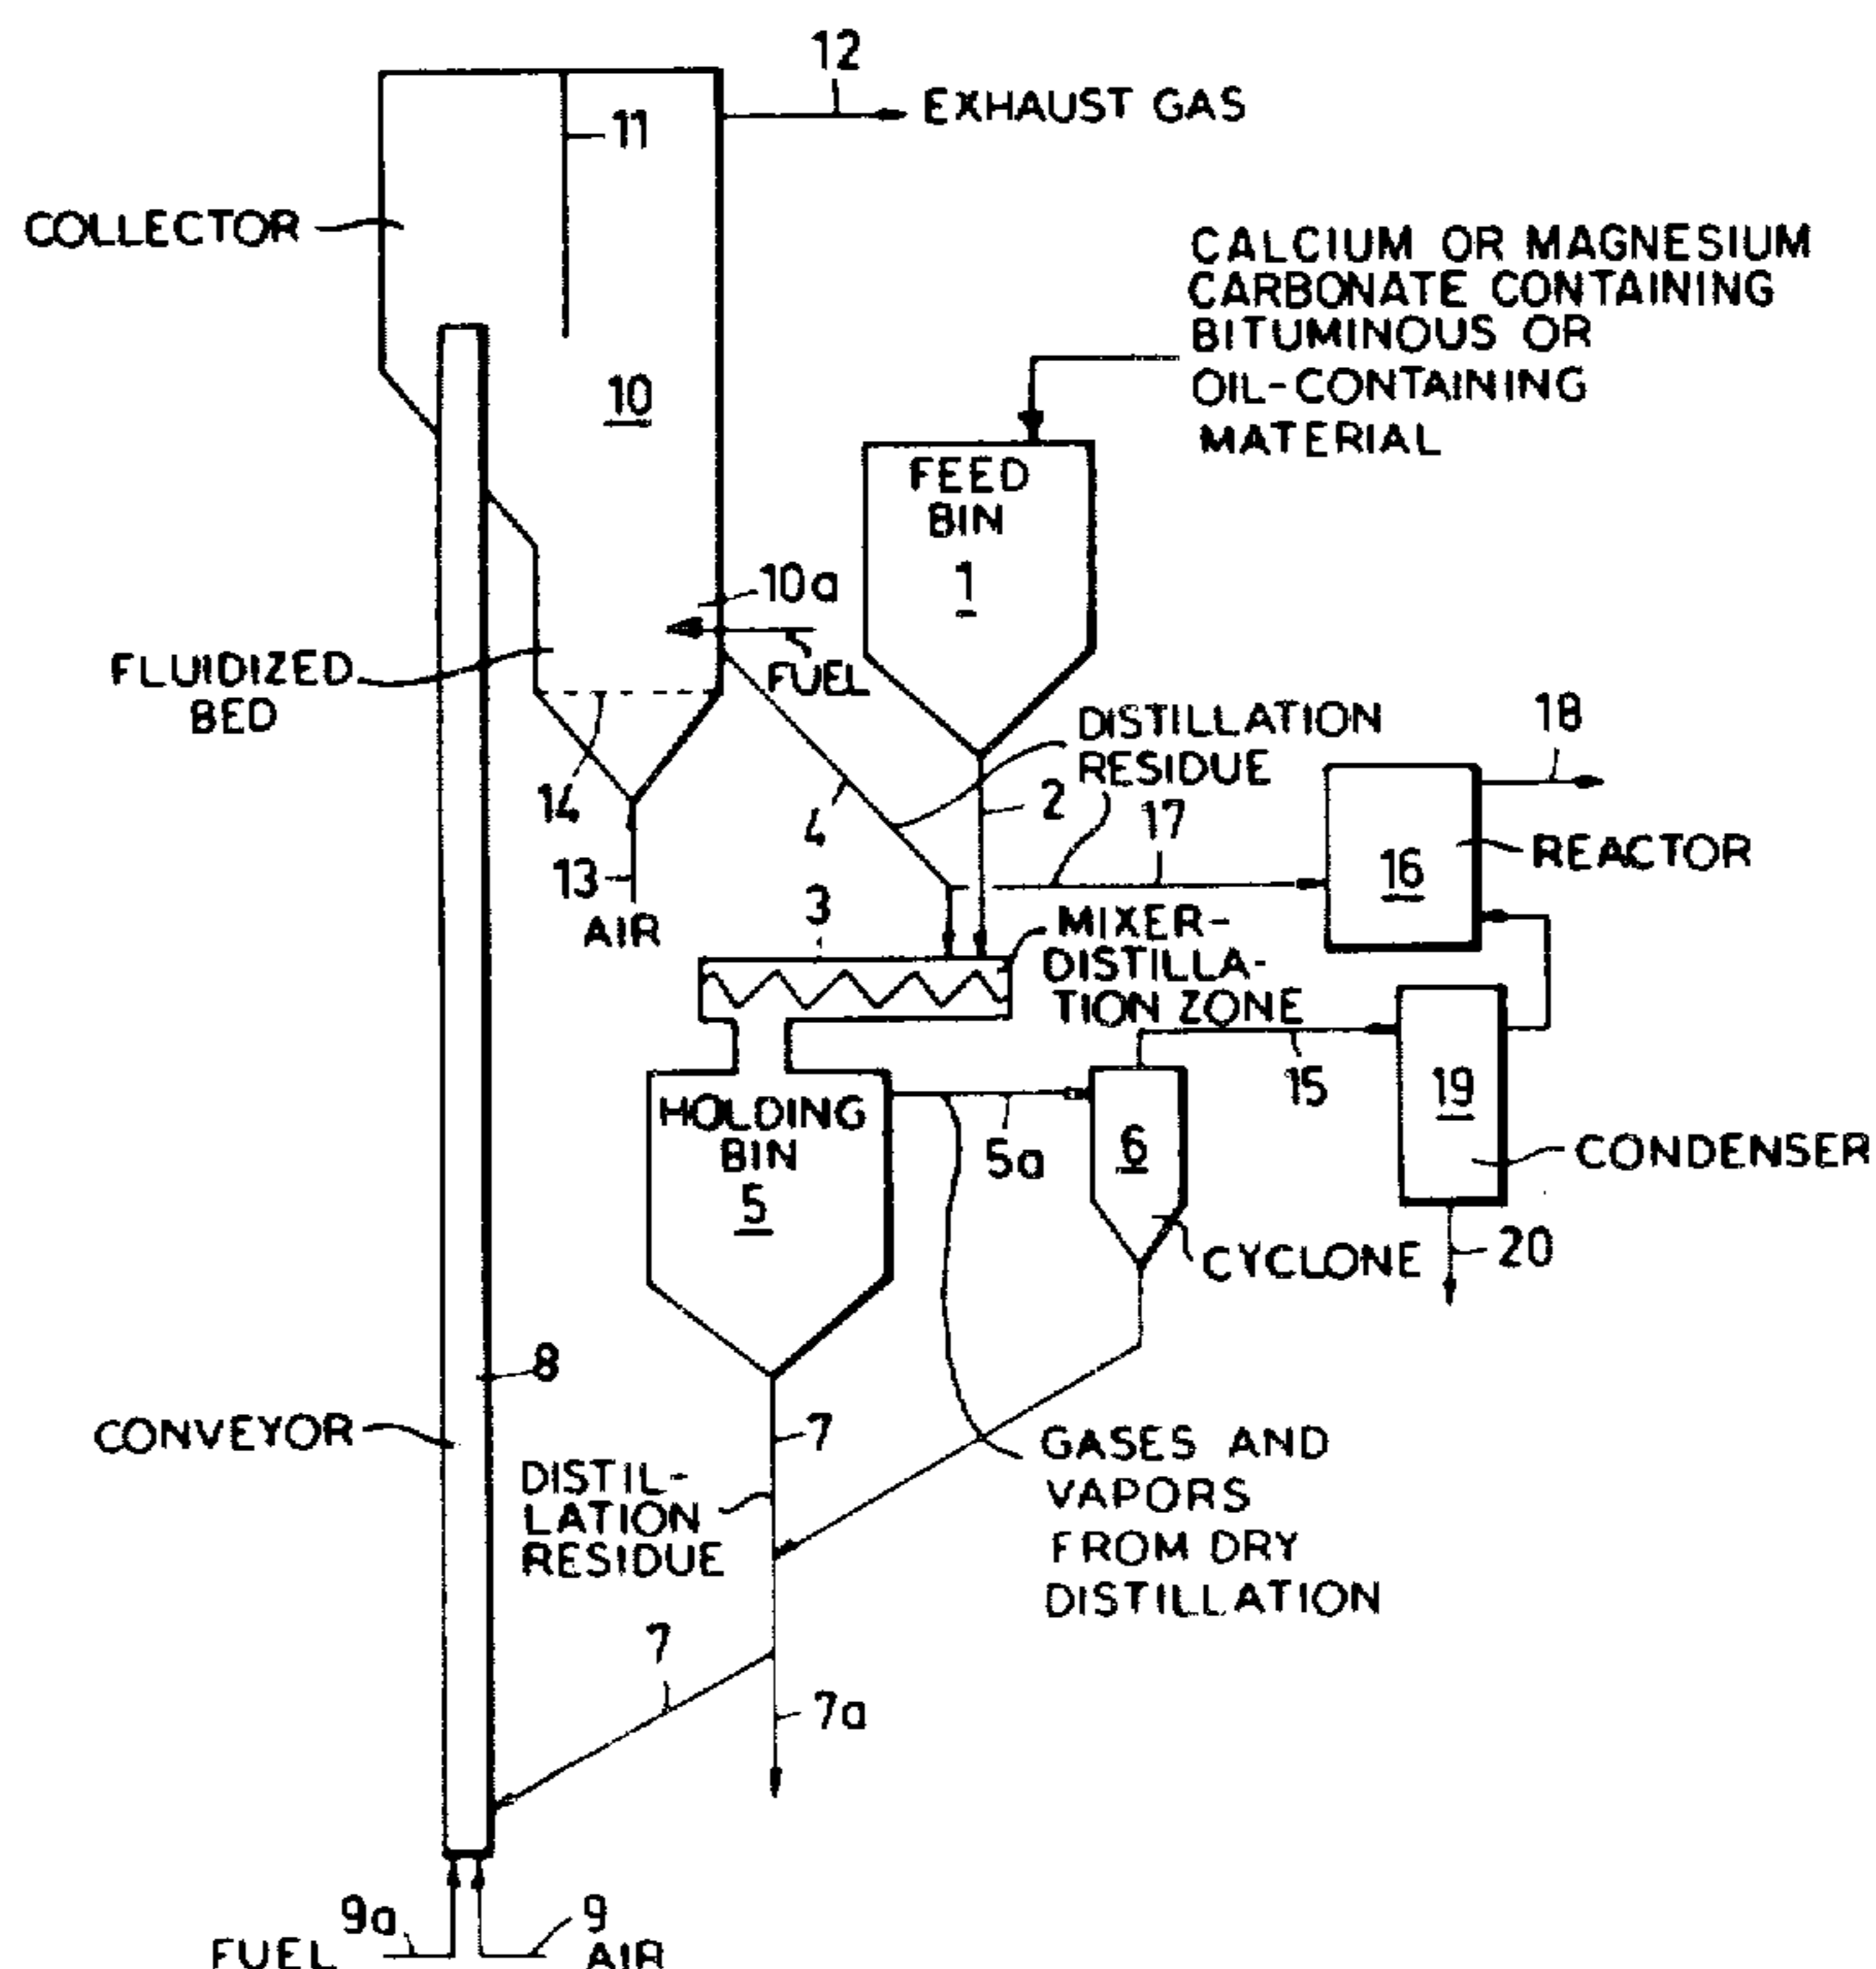 12
EXHAUST GAS
11
COLLECTOR
CALCIUM OR MAGNESIUM
CARBONATE CONTAINING
BITUMINOUS OR
OIL-CONTAINING
MATERIAL
10
FEED
BIN
1
10a
FUEL
FLUIDIZED
BED
DISTILLATION
RESIDUE
18
14
4
2
17
REACTOR
16
13
AIR
3
MIXER-
DISTILLA-
TION ZONE
15
19
HOLDING
BIN
5
5a
6
CONDENSER
CYCLONE
20
8
CONVEYOR
7
DISTIL-
LATION
RESIDUE
GASES AND
VAPORS
FROM DRY
DISTILLATION
7
7a
9a
FUEL
9
AIR